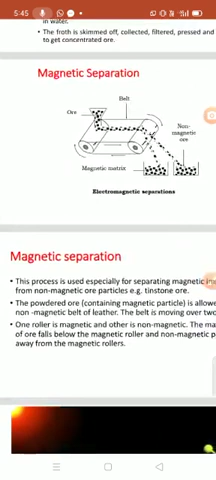 5:45
in water.
• The froth is skimmed off, collected, filtered, pressed and
to get concentrated ore.
Magnetic Separation
Belt
Ore
Non-
magnetic
ore
Magnetic matrix
Electromagnetic separations
Magnetic separation
• This process is used especially for separating magnetic
from non-magnetic ore particles e.g. tinstone ore.
• The powdered ore (containing magnetic particle) is allowe
non -magnetic belt of leather. The belt is moving over two
• One roller is magnetic and other is non-magnetic. The ma
of ore falls below the magnetic roller and non-magnetic p
away from the magnetic rollers.